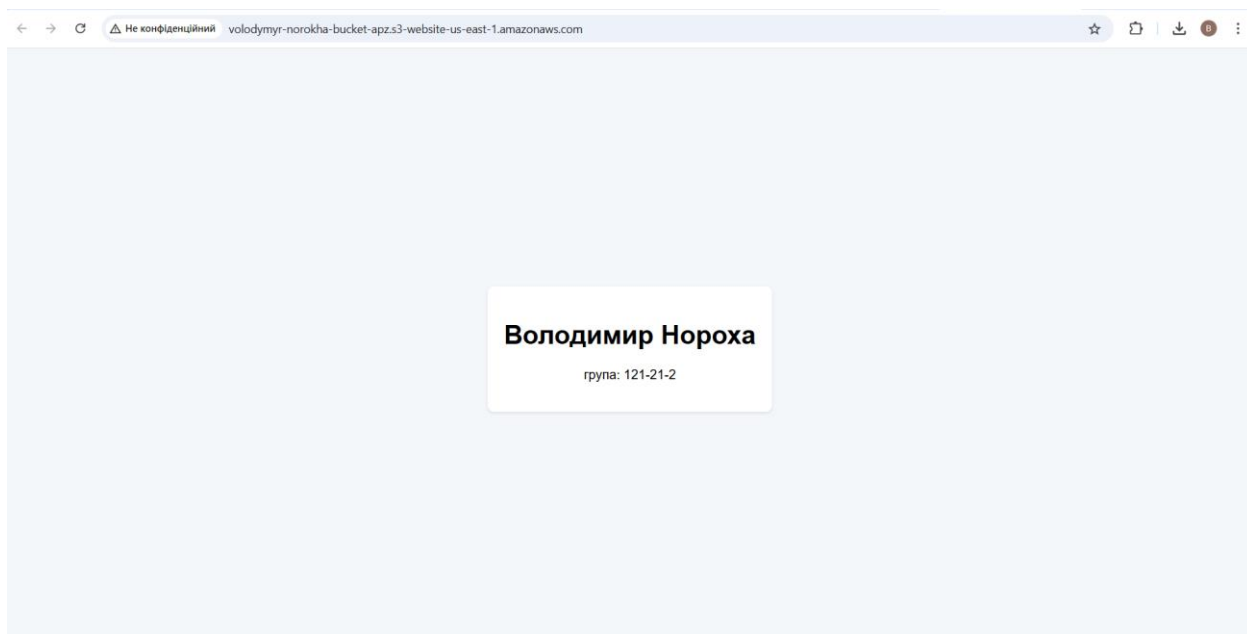 Не конфіденційний volodymyr-norokha-bucket-apz.s3-website-us-east-1.amazonaws.com В
Володимир Нороха
група: 121-21-2